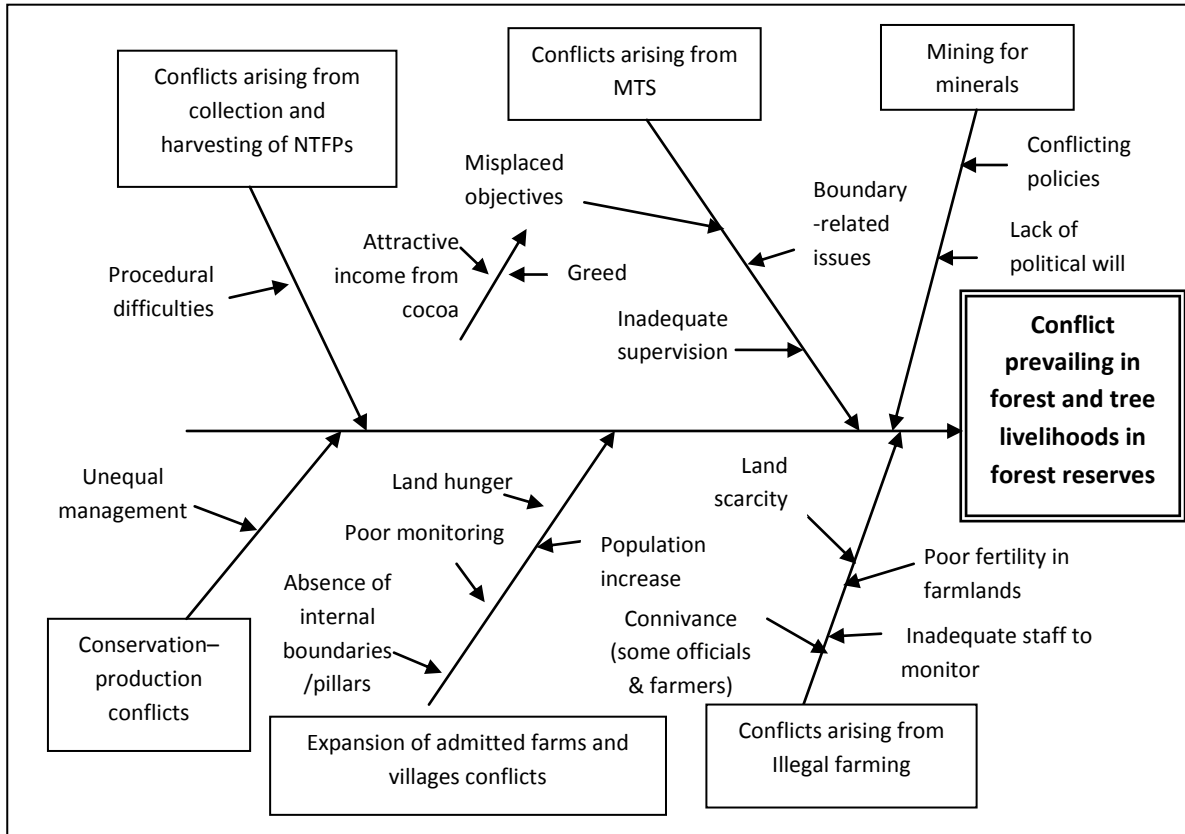 Conflicts arising from
collection and
harvesting of NTFPs
Conflicts arising from
MTS
Mining for
minerals
Conflicting
policies
Misplaced
objectives
Boundary
-related
issues
Lack of
political will
Attractive
income from
cocoa
Greed
Procedural
difficulties
Inadequate
supervision
Conflict
prevailing in
forest and tree
livelihoods in
forest reserves
Unequal
management
Land hunger
Poor monitoring
Population
increase
Absence of
internal
boundaries
/pillars
Land
scarcity
Poor fertility in
farmlands
Connivance
(some officials
& farmers)
Inadequate staff to
monitor
Conservation–
production
conflicts
Expansion of admitted farms and
villages conflicts
Conflicts arising from
Illegal farming